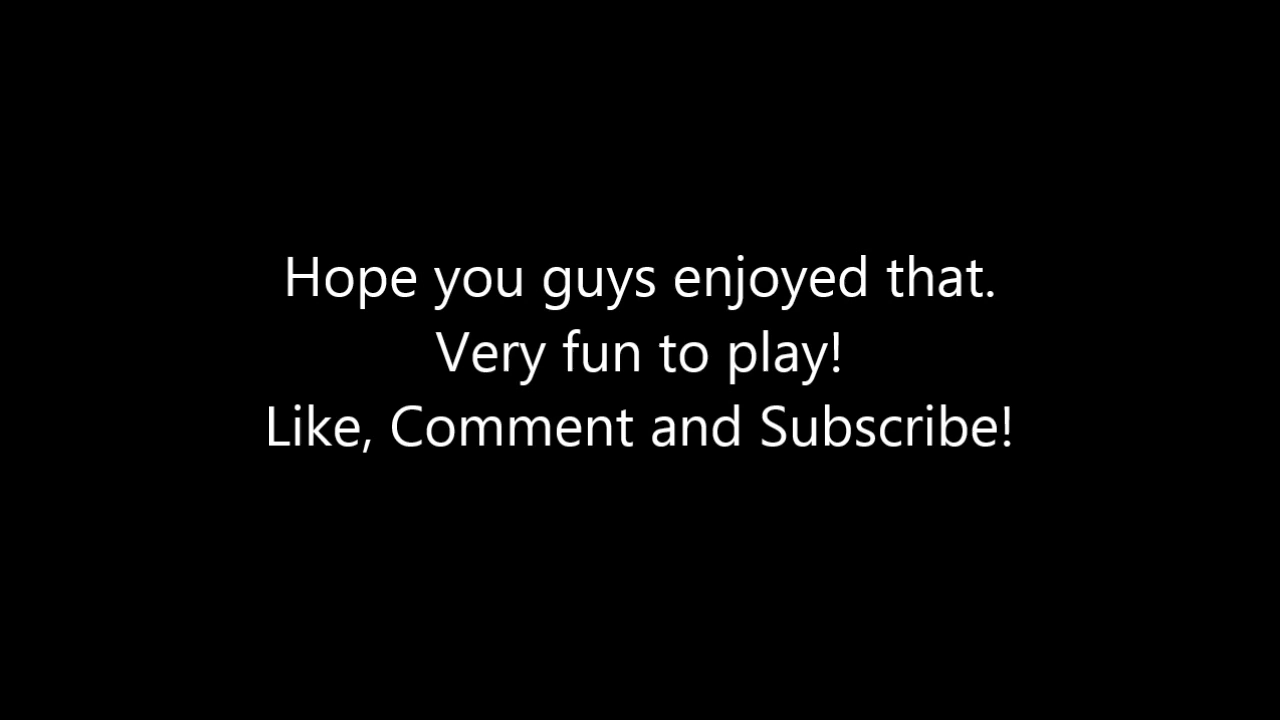 Hope you guys enjoyed that.
Very fun to play!
Like, Comment and Subscribe!